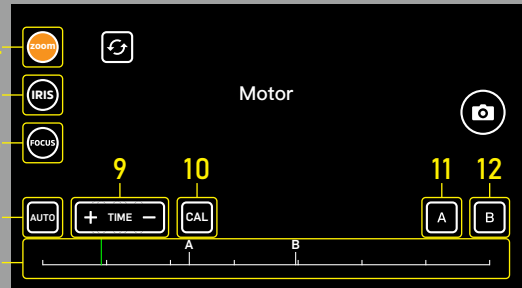 zoom
Motor
IRIS
FOCUS
9 10 11 12
AUTO + TIME − CAL A B
A B